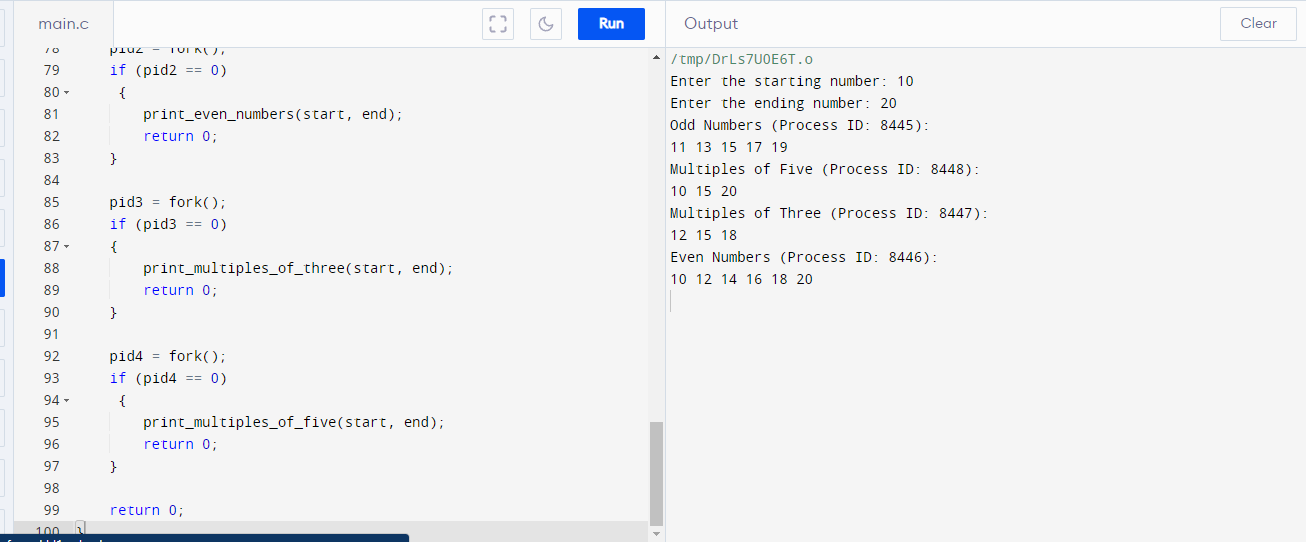 main.c
Run
Output
Clear
78 pid2 = fork();
79 if (pid2 == 0)
80 {
81 print_even_numbers(start, end);
82 return 0;
83 }
84
85 pid3 = fork();
86 if (pid3 == 0)
87 {
88 print_multiples_of_three(start, end);
89 return 0;
90 }
91
92 pid4 = fork();
93 if (pid4 == 0)
94 {
95 print_multiples_of_five(start, end);
96 return 0;
97 }
98
99 return 0;
100 }
/tmp/DrLs7UOE6T.o
Enter the starting number: 10
Enter the ending number: 20
Odd Numbers (Process ID: 8445):
11 13 15 17 19
Multiples of Five (Process ID: 8448):
10 15 20
Multiples of Three (Process ID: 8447):
12 15 18
Even Numbers (Process ID: 8446):
10 12 14 16 18 20